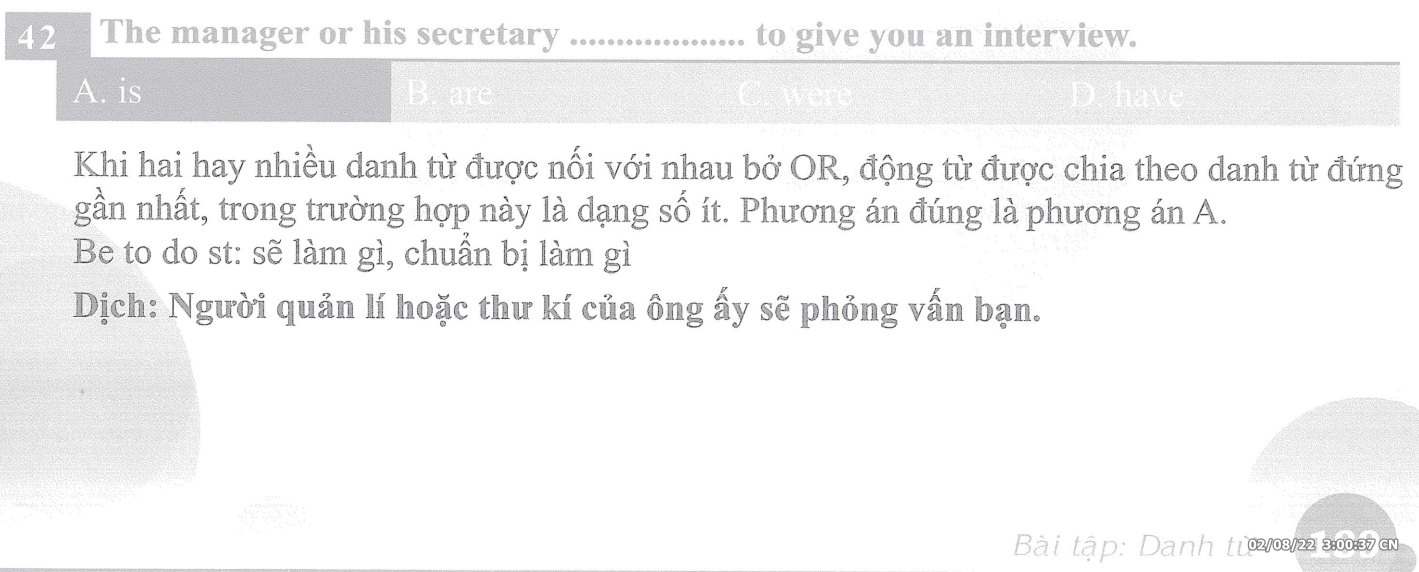 42 The manager or his secretary ................... to give you an interview.
A. is B. are C. were D. have
Khi hai hay nhiều danh từ được nối với nhau bở OR, động từ được chia theo danh từ đứng
gần nhất, trong trường hợp này là dạng số ít. Phương án đúng là phương án A.
Be to do st: sẽ làm gì, chuẩn bị làm gì
Dịch: Người quản lí hoặc thư kí của ông ấy sẽ phỏng vấn bạn.
Bài tập: Danh từ
02/08/22 3:00:37 CN